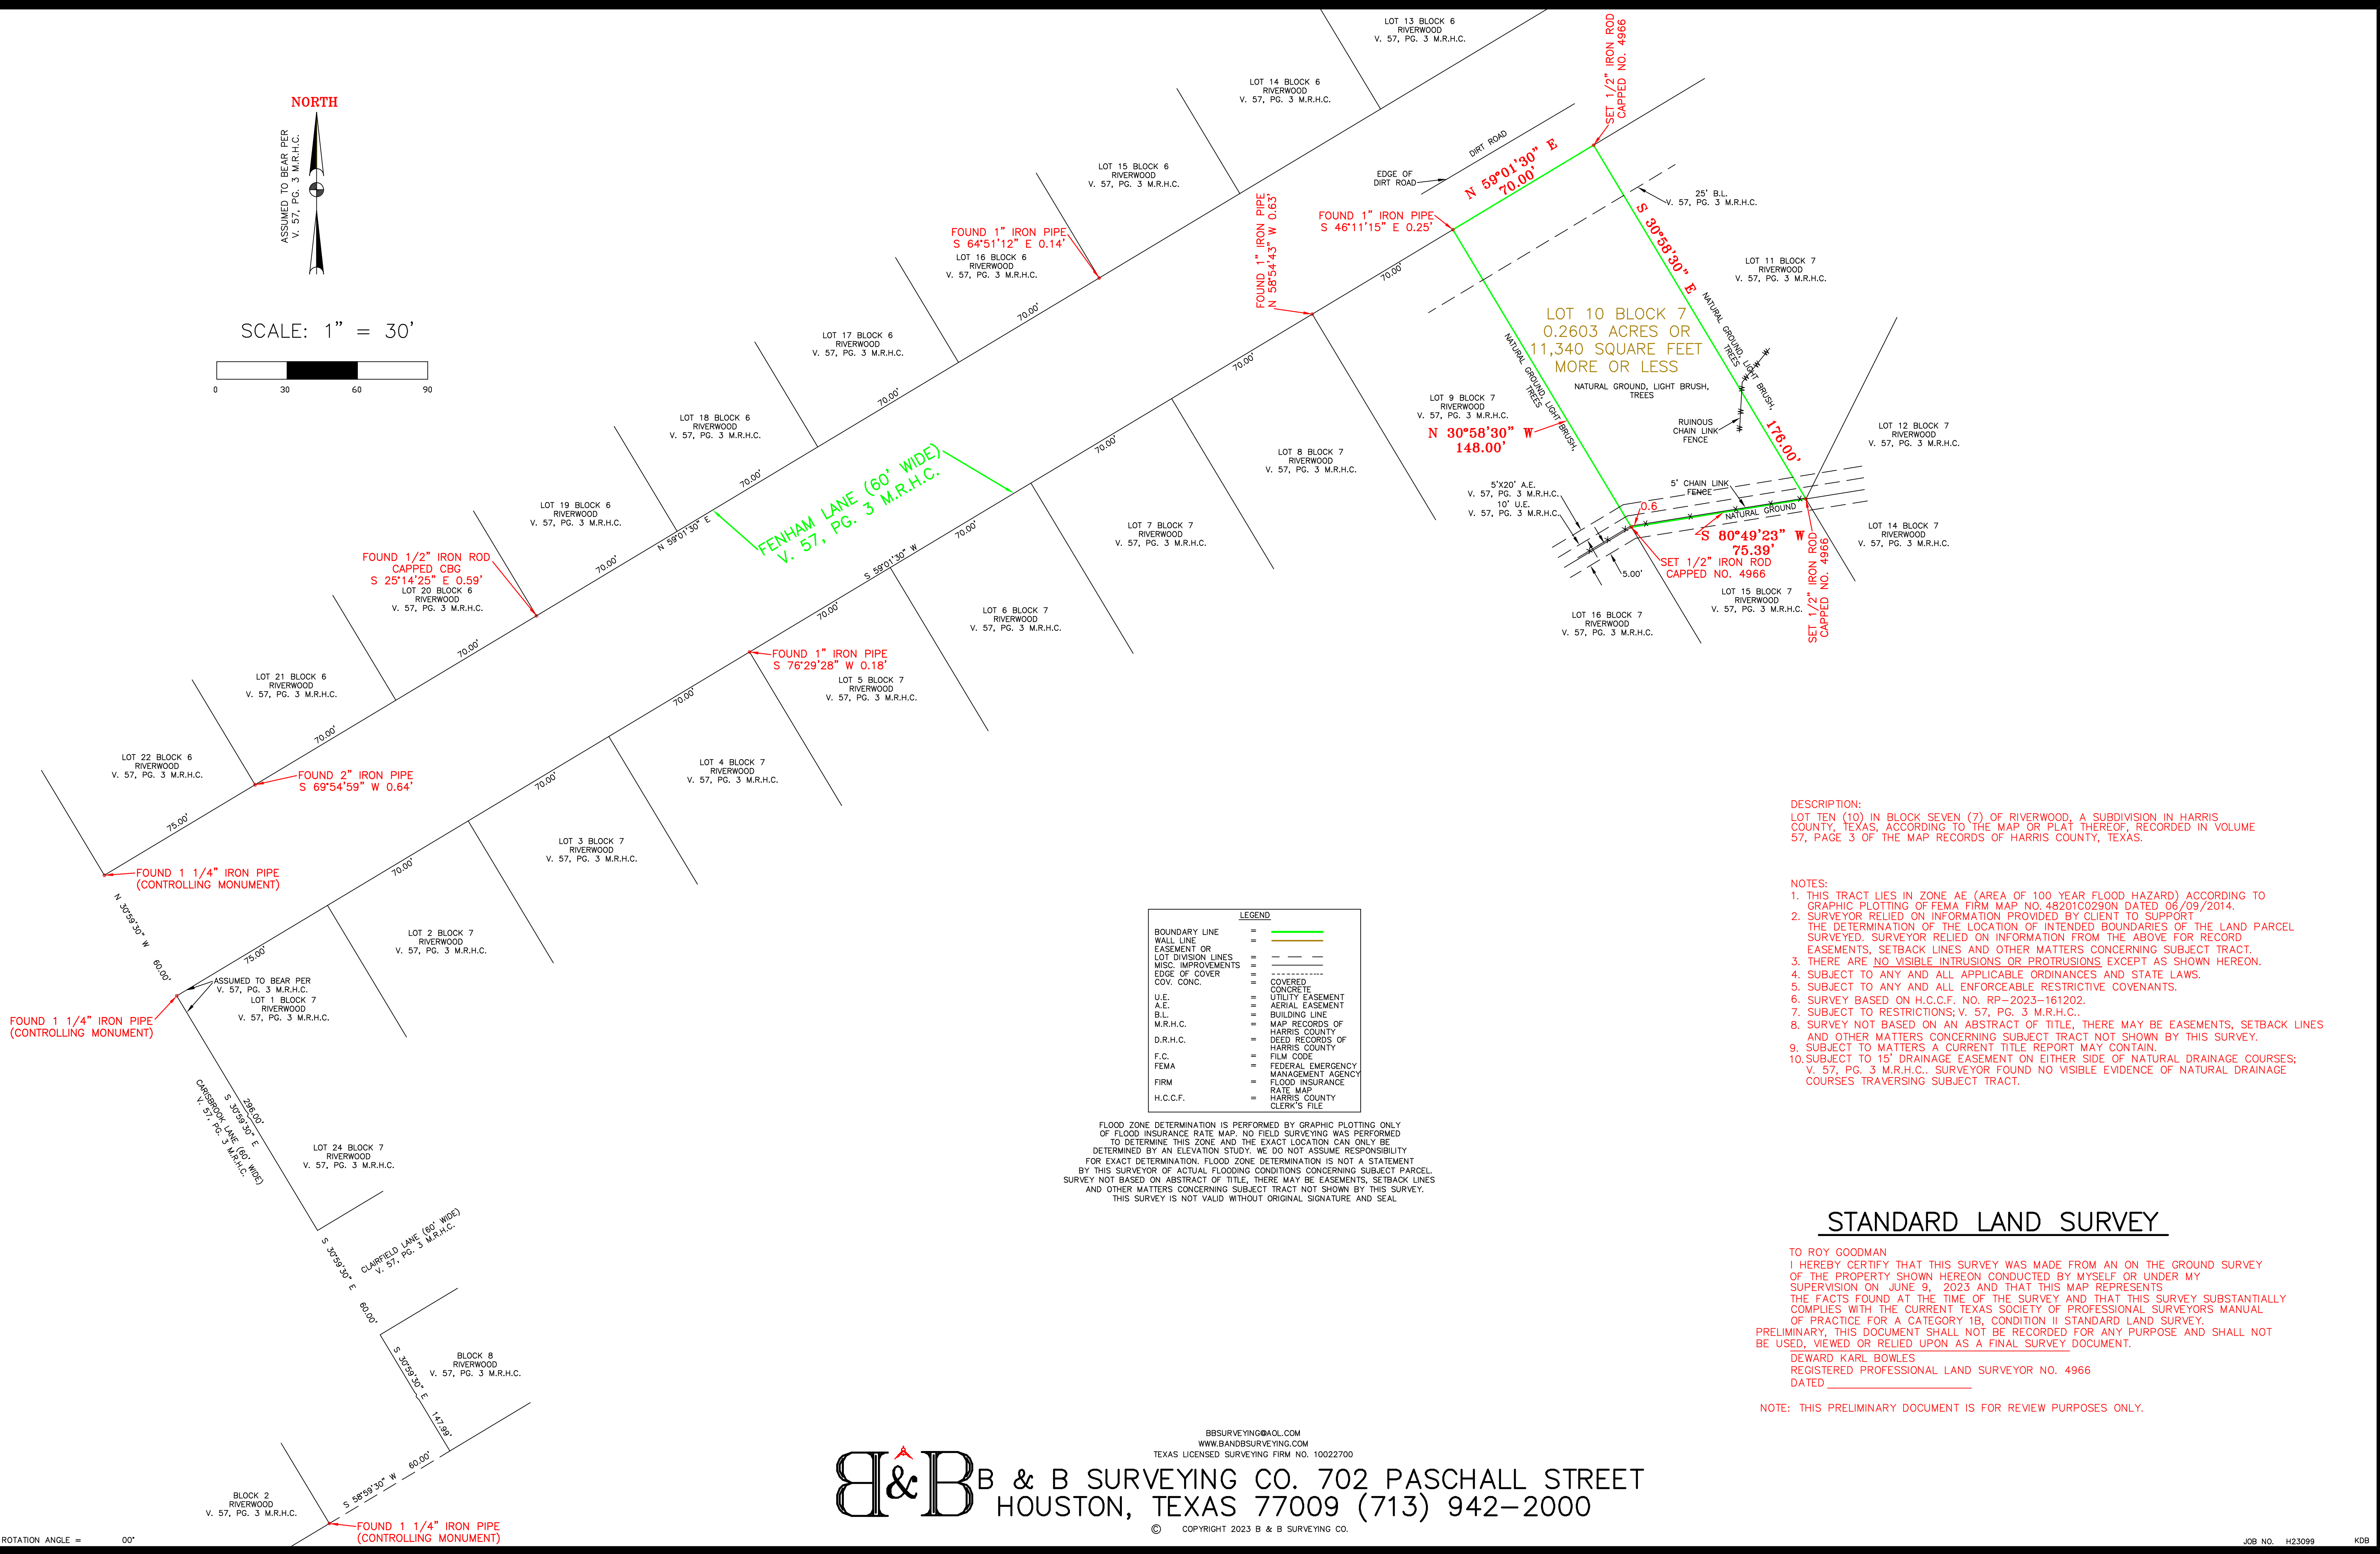 LOT 13 BLOCK 6
RIVERWOOD
V. 57, PG. 3 M.R.H.C.
LOT 14 BLOCK 6
RIVERWOOD
V. 57, PG. 3 M.R.H.C.
SET 1/2" IRON ROD
CAPPED NO. 4966
NORTH
ASSUMED TO BEAR PER
V. 57, PG. 3 M.R.H.C.
SCALE: 1" = 30'
0 30 60 90
DIRT ROAD
EDGE OF
DIRT ROAD
N 59°01'30" E
70.00'
LOT 15 BLOCK 6
RIVERWOOD
V. 57, PG. 3 M.R.H.C.
FOUND 1" IRON PIPE
S 46°11'15" E 0.25'
FOUND 1" IRON PIPE
N 58°54'43" W 0.63'
25' B.L.
V. 57, PG. 3 M.R.H.C.
S 30°58'30" E
176.00'
FOUND 1" IRON PIPE
S 64°51'12" E 0.14'
LOT 16 BLOCK 6
RIVERWOOD
V. 57, PG. 3 M.R.H.C.
LOT 11 BLOCK 7
RIVERWOOD
V. 57, PG. 3 M.R.H.C.
70.00'
70.00'
70.00'
LOT 10 BLOCK 7
0.2603 ACRES OR
11,340 SQUARE FEET
MORE OR LESS
NATURAL GROUND, LIGHT BRUSH,
TREES
NATURAL GROUND, LIGHT BRUSH,
TREES
NATURAL GROUND, LIGHT BRUSH,
TREES
LOT 17 BLOCK 6
RIVERWOOD
V. 57, PG. 3 M.R.H.C.
70.00'
LOT 9 BLOCK 7
RIVERWOOD
V. 57, PG. 3 M.R.H.C.
N 30°58'30" W
148.00'
RUINOUS
CHAIN LINK
FENCE
LOT 12 BLOCK 7
RIVERWOOD
V. 57, PG. 3 M.R.H.C.
LOT 18 BLOCK 6
RIVERWOOD
V. 57, PG. 3 M.R.H.C.
70.00'
70.00'
LOT 8 BLOCK 7
RIVERWOOD
V. 57, PG. 3 M.R.H.C.
5'X20' A.E.
V. 57, PG. 3 M.R.H.C.
10' U.E.
V. 57, PG. 3 M.R.H.C.
5' CHAIN LINK
FENCE
0.6
NATURAL GROUND
S 80°49'23" W
75.39'
SET 1/2" IRON ROD
CAPPED NO. 4966
5.00'
SET 1/2" IRON ROD
CAPPED NO. 4966
LOT 14 BLOCK 7
RIVERWOOD
V. 57, PG. 3 M.R.H.C.
LOT 15 BLOCK 7
RIVERWOOD
V. 57, PG. 3 M.R.H.C.
LOT 16 BLOCK 7
RIVERWOOD
V. 57, PG. 3 M.R.H.C.
FENHAM LANE (60' WIDE)
V. 57, PG. 3 M.R.H.C.
LOT 19 BLOCK 6
RIVERWOOD
V. 57, PG. 3 M.R.H.C.
N 59°01'30" E
S 59°01'30" W
70.00'
70.00'
LOT 7 BLOCK 7
RIVERWOOD
V. 57, PG. 3 M.R.H.C.
FOUND 1/2" IRON ROD
CAPPED CBG
S 25°14'25" E 0.59'
LOT 20 BLOCK 6
RIVERWOOD
V. 57, PG. 3 M.R.H.C.
70.00'
70.00'
LOT 6 BLOCK 7
RIVERWOOD
V. 57, PG. 3 M.R.H.C.
FOUND 1" IRON PIPE
S 76°29'28" W 0.18'
LOT 5 BLOCK 7
RIVERWOOD
V. 57, PG. 3 M.R.H.C.
LOT 21 BLOCK 6
RIVERWOOD
V. 57, PG. 3 M.R.H.C.
70.00'
70.00'
LOT 22 BLOCK 6
RIVERWOOD
V. 57, PG. 3 M.R.H.C.
FOUND 2" IRON PIPE
S 69°54'59" W 0.64'
LOT 4 BLOCK 7
RIVERWOOD
V. 57, PG. 3 M.R.H.C.
70.00'
75.00'
LOT 3 BLOCK 7
RIVERWOOD
V. 57, PG. 3 M.R.H.C.
70.00'
FOUND 1 1/4" IRON PIPE
(CONTROLLING MONUMENT)
N 30°59'30" W 60.00'
LOT 2 BLOCK 7
RIVERWOOD
V. 57, PG. 3 M.R.H.C.
75.00'
ASSUMED TO BEAR PER
V. 57, PG. 3 M.R.H.C.
LOT 1 BLOCK 7
RIVERWOOD
V. 57, PG. 3 M.R.H.C.
FOUND 1 1/4" IRON PIPE
(CONTROLLING MONUMENT)
296.00'
S 30°59'30" E
CARISBROOK LANE (60' WIDE)
V. 57, PG. 3 M.R.H.C.
LOT 24 BLOCK 7
RIVERWOOD
V. 57, PG. 3 M.R.H.C.
CLAIRFIELD LANE (60' WIDE)
V. 57, PG. 3 M.R.H.C.
S 30°59'30" E 60.00'
BLOCK 8
RIVERWOOD
V. 57, PG. 3 M.R.H.C.
S 30°59'30" E 147.99'
S 58°59'30" W 60.00'
BLOCK 2
RIVERWOOD
V. 57, PG. 3 M.R.H.C.
FOUND 1 1/4" IRON PIPE
(CONTROLLING MONUMENT)
ROTATION ANGLE = 00°
LEGEND
BOUNDARY LINE =
WALL LINE =
EASEMENT OR
LOT DIVISION LINES =
MISC. IMPROVEMENTS =
EDGE OF COVER =
COV. CONC. = COVERED
CONCRETE
U.E. = UTILITY EASEMENT
A.E. = AERIAL EASEMENT
B.L. = BUILDING LINE
M.R.H.C. = MAP RECORDS OF
HARRIS COUNTY
D.R.H.C. = DEED RECORDS OF
HARRIS COUNTY
F.C. = FILM CODE
FEMA = FEDERAL EMERGENCY
MANAGEMENT AGENCY
FIRM = FLOOD INSURANCE
RATE MAP
H.C.C.F. = HARRIS COUNTY
CLERK'S FILE
FLOOD ZONE DETERMINATION IS PERFORMED BY GRAPHIC PLOTTING ONLY
OF FLOOD INSURANCE RATE MAP. NO FIELD SURVEYING WAS PERFORMED
TO DETERMINE THIS ZONE AND THE EXACT LOCATION CAN ONLY BE
DETERMINED BY AN ELEVATION STUDY. WE DO NOT ASSUME RESPONSIBILITY
FOR EXACT DETERMINATION. FLOOD ZONE DETERMINATION IS NOT A STATEMENT
BY THIS SURVEYOR OF ACTUAL FLOODING CONDITIONS CONCERNING SUBJECT PARCEL.
SURVEY NOT BASED ON ABSTRACT OF TITLE, THERE MAY BE EASEMENTS, SETBACK LINES
AND OTHER MATTERS CONCERNING SUBJECT TRACT NOT SHOWN BY THIS SURVEY.
THIS SURVEY IS NOT VALID WITHOUT ORIGINAL SIGNATURE AND SEAL
DESCRIPTION:
LOT TEN (10) IN BLOCK SEVEN (7) OF RIVERWOOD, A SUBDIVISION IN HARRIS
COUNTY, TEXAS, ACCORDING TO THE MAP OR PLAT THEREOF, RECORDED IN VOLUME
57, PAGE 3 OF THE MAP RECORDS OF HARRIS COUNTY, TEXAS.
NOTES:
1. THIS TRACT LIES IN ZONE AE (AREA OF 100 YEAR FLOOD HAZARD) ACCORDING TO
GRAPHIC PLOTTING OF FEMA FIRM MAP NO. 48201C0290N DATED 06/09/2014.
2. SURVEYOR RELIED ON INFORMATION PROVIDED BY CLIENT TO SUPPORT
THE DETERMINATION OF THE LOCATION OF INTENDED BOUNDARIES OF THE LAND PARCEL
SURVEYED. SURVEYOR RELIED ON INFORMATION FROM THE ABOVE FOR RECORD
EASEMENTS, SETBACK LINES AND OTHER MATTERS CONCERNING SUBJECT TRACT.
3. THERE ARE NO VISIBLE INTRUSIONS OR PROTRUSIONS EXCEPT AS SHOWN HEREON.
4. SUBJECT TO ANY AND ALL APPLICABLE ORDINANCES AND STATE LAWS.
5. SUBJECT TO ANY AND ALL ENFORCEABLE RESTRICTIVE COVENANTS.
6. SURVEY BASED ON H.C.C.F. NO. RP-2023-161202.
7. SUBJECT TO RESTRICTIONS; V. 57, PG. 3 M.R.H.C..
8. SURVEY NOT BASED ON AN ABSTRACT OF TITLE, THERE MAY BE EASEMENTS, SETBACK LINES
AND OTHER MATTERS CONCERNING SUBJECT TRACT NOT SHOWN BY THIS SURVEY.
9. SUBJECT TO MATTERS A CURRENT TITLE REPORT MAY CONTAIN.
10. SUBJECT TO 15' DRAINAGE EASEMENT ON EITHER SIDE OF NATURAL DRAINAGE COURSES;
V. 57, PG. 3 M.R.H.C.. SURVEYOR FOUND NO VISIBLE EVIDENCE OF NATURAL DRAINAGE
COURSES TRAVERSING SUBJECT TRACT.
STANDARD LAND SURVEY
TO ROY GOODMAN
I HEREBY CERTIFY THAT THIS SURVEY WAS MADE FROM AN ON THE GROUND SURVEY
OF THE PROPERTY SHOWN HEREON CONDUCTED BY MYSELF OR UNDER MY
SUPERVISION ON JUNE 9, 2023 AND THAT THIS MAP REPRESENTS
THE FACTS FOUND AT THE TIME OF THE SURVEY AND THAT THIS SURVEY SUBSTANTIALLY
COMPLIES WITH THE CURRENT TEXAS SOCIETY OF PROFESSIONAL SURVEYORS MANUAL
OF PRACTICE FOR A CATEGORY 1B, CONDITION II STANDARD LAND SURVEY.
PRELIMINARY, THIS DOCUMENT SHALL NOT BE RECORDED FOR ANY PURPOSE AND SHALL NOT
BE USED, VIEWED OR RELIED UPON AS A FINAL SURVEY DOCUMENT.
DEWARD KARL BOWLES
REGISTERED PROFESSIONAL LAND SURVEYOR NO. 4966
DATED
NOTE: THIS PRELIMINARY DOCUMENT IS FOR REVIEW PURPOSES ONLY.
BBSURVEYING@AOL.COM
WWW.BANDBSURVEYING.COM
TEXAS LICENSED SURVEYING FIRM NO. 10022700
B&B
B & B SURVEYING CO. 702 PASCHALL STREET
HOUSTON, TEXAS 77009 (713) 942-2000
© COPYRIGHT 2023 B & B SURVEYING CO.
JOB NO. H23099 KDB